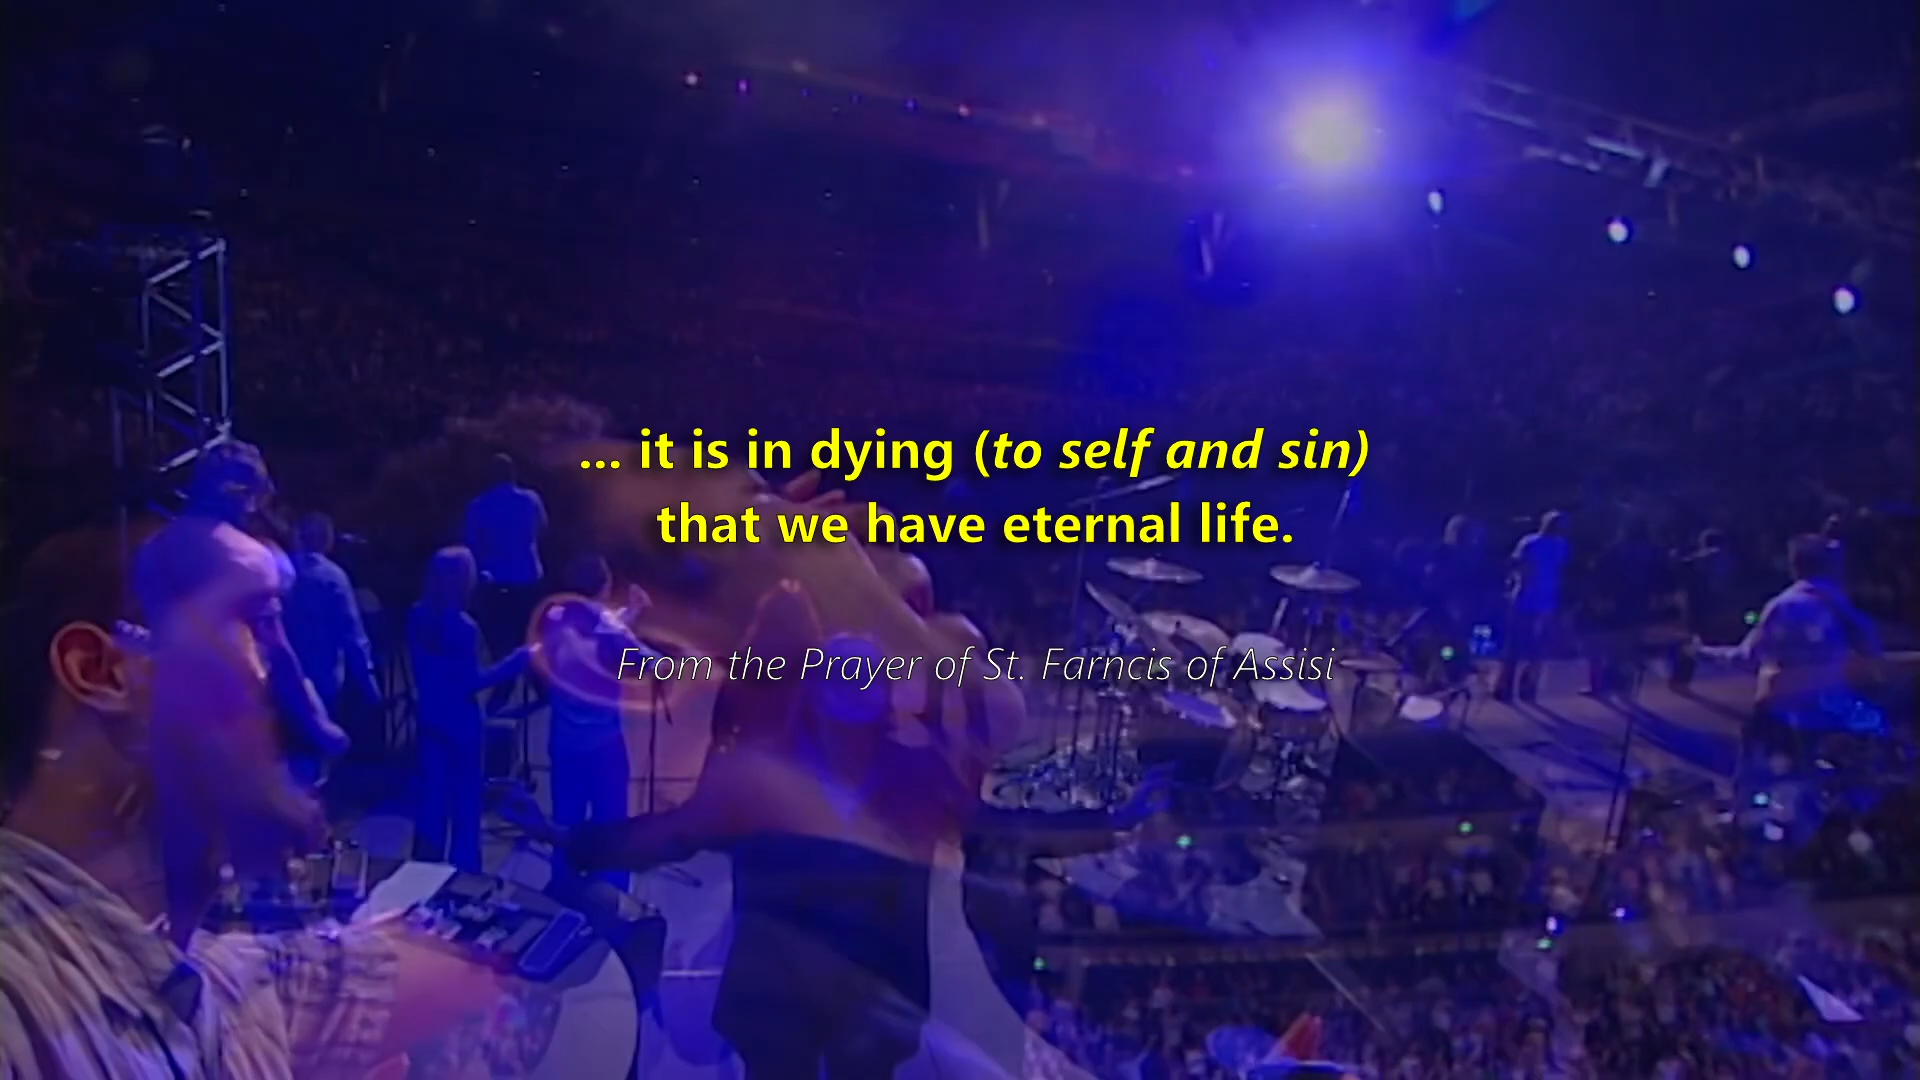 ... it is in dying (to self and sin)
that we have eternal life.
From the Prayer of St. Farncis of Assisi